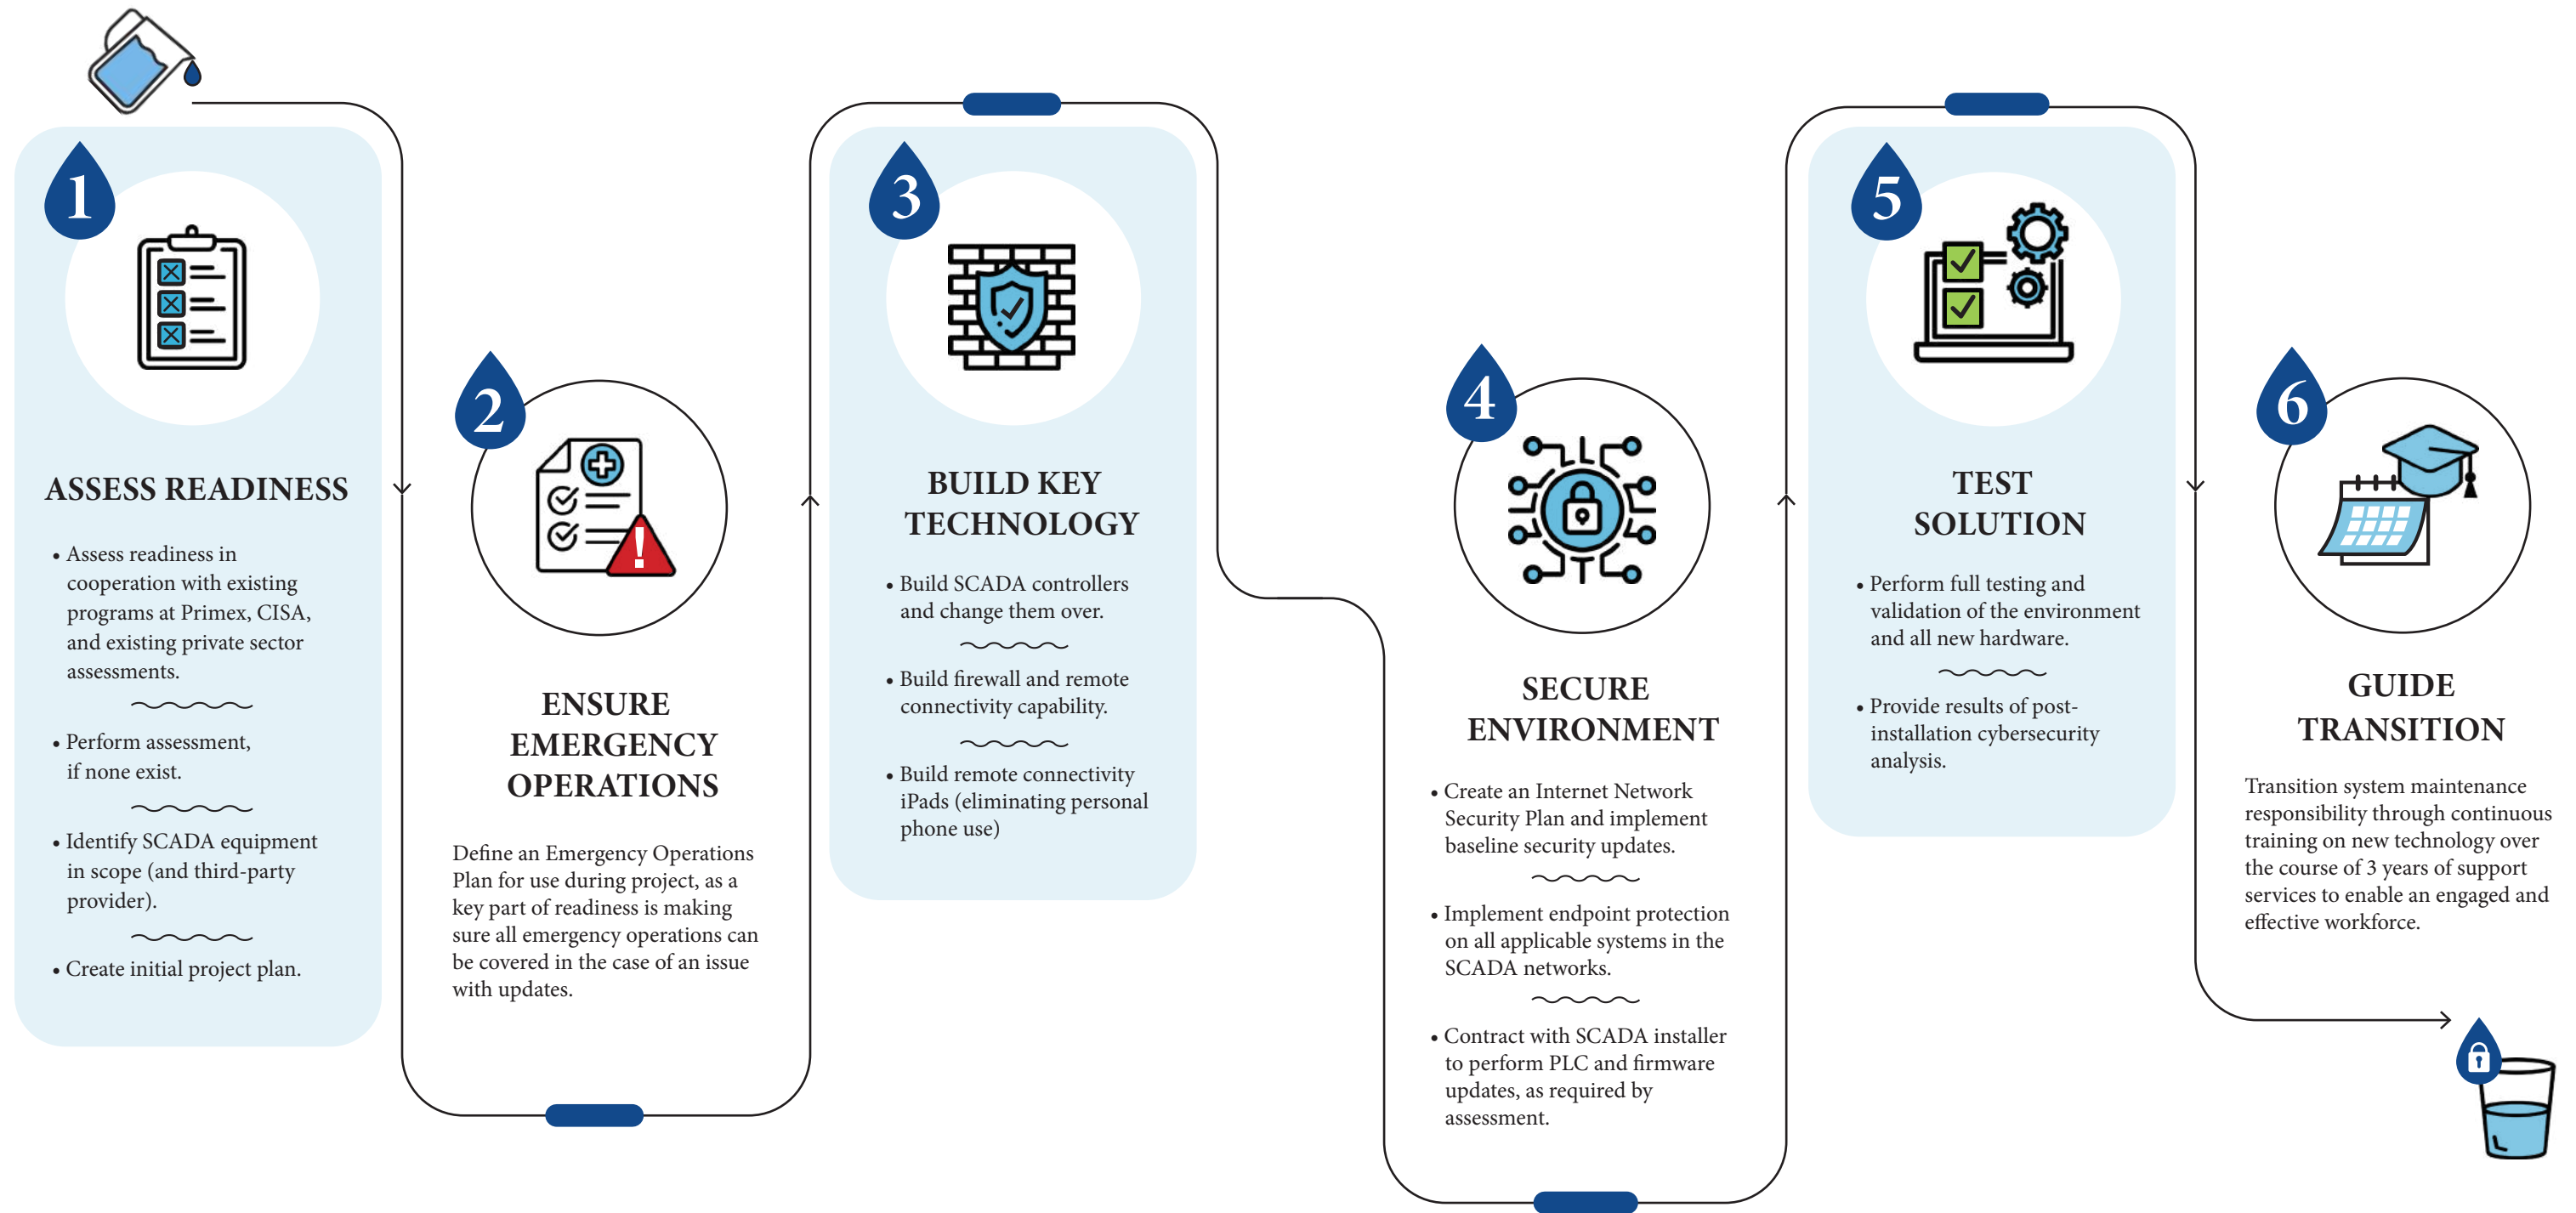 1
ASSESS READINESS
• Assess readiness in
cooperation with existing
programs at Primex, CISA,
and existing private sector
assessments.
• Perform assessment,
if none exist.
• Identify SCADA equipment
in scope (and third-party
provider).
• Create initial project plan.
2
ENSURE
EMERGENCY
OPERATIONS
Define an Emergency Operations
Plan for use during project, as a
key part of readiness is making
sure all emergency operations can
be covered in the case of an issue
with updates.
3
BUILD KEY
TECHNOLOGY
• Build SCADA controllers
and change them over.
• Build firewall and remote
connectivity capability.
• Build remote connectivity
iPads (eliminating personal
phone use)
4
SECURE
ENVIRONMENT
• Create an Internet Network
Security Plan and implement
baseline security updates.
• Implement endpoint protection
on all applicable systems in the
SCADA networks.
• Contract with SCADA installer
to perform PLC and firmware
updates, as required by
assessment.
5
TEST
SOLUTION
• Perform full testing and
validation of the environment
and all new hardware.
• Provide results of post-
installation cybersecurity
analysis.
6
GUIDE
TRANSITION
Transition system maintenance
responsibility through continuous
training on new technology over
the course of 3 years of support
services to enable an engaged and
effective workforce.